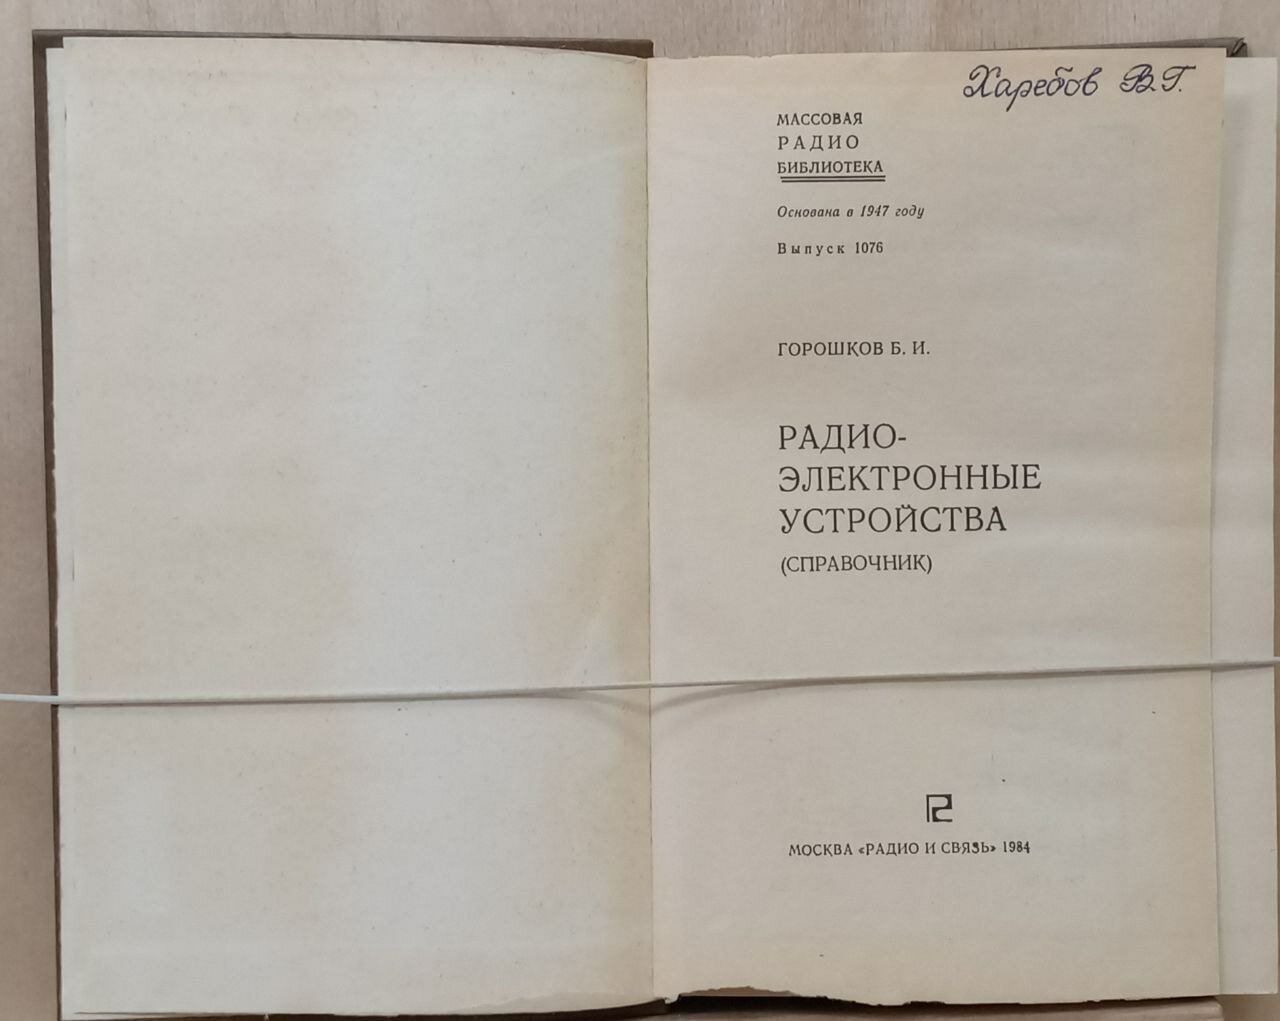 Харебов В.Г.
МАССОВАЯ
РАДИО
БИБЛИОТЕКА
Основана в 1947 году
Выпуск 1076
ГОРОШКОВ Б. И.
РАДИО-
ЭЛЕКТРОННЫЕ
УСТРОЙСТВА
(СПРАВОЧНИК)
МОСКВА «РАДИО И СВЯЗЬ» 1984